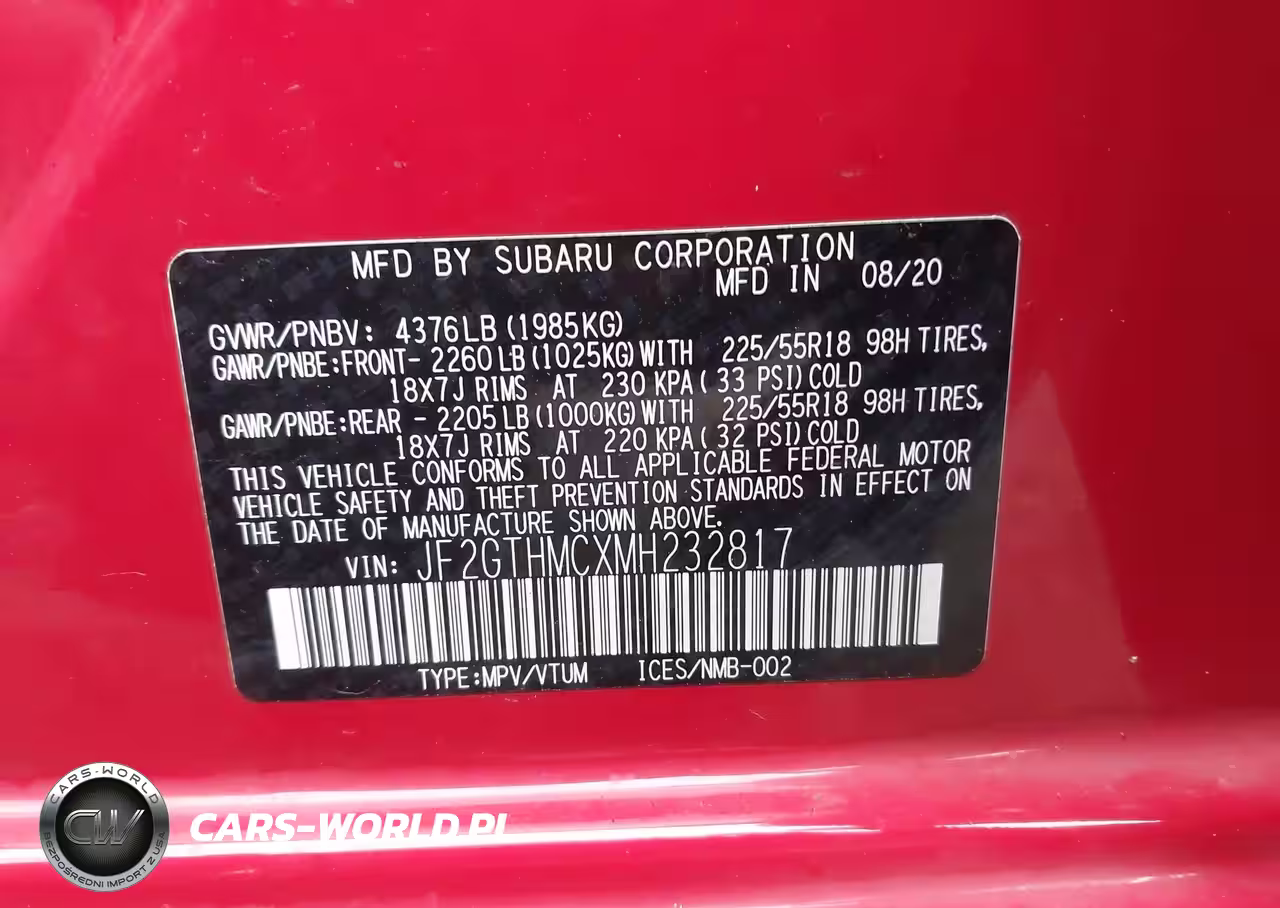 MFD BY SUBARU CORPORATION
MFD IN 08/20
GVWR/PNBV: 4376LB (1985KG)
GAWR/PNBE:FRONT- 2260 LB (1025KG) WITH 225/55R18 98H TIRES,
18X7J RIMS AT 230 KPA ( 33 PSI) COLD
GAWR/PNBE:REAR - 2205 LB (1000KG) WITH 225/55R18 98H TIRES,
18X7J RIMS AT 220 KPA ( 32 PSI) COLD
THIS VEHICLE CONFORMS TO ALL APPLICABLE FEDERAL MOTOR
VEHICLE SAFETY AND THEFT PREVENTION STANDARDS IN EFFECT ON
THE DATE OF MANUFACTURE SHOWN ABOVE.
VIN: JF2GTHMCXMH232817
TYPE:MPV/VTUM ICES/NMB-002
CARS-WORLD
CW
BEZPOŚREDNI IMPORT Z USA
CARS-WORLD.PL